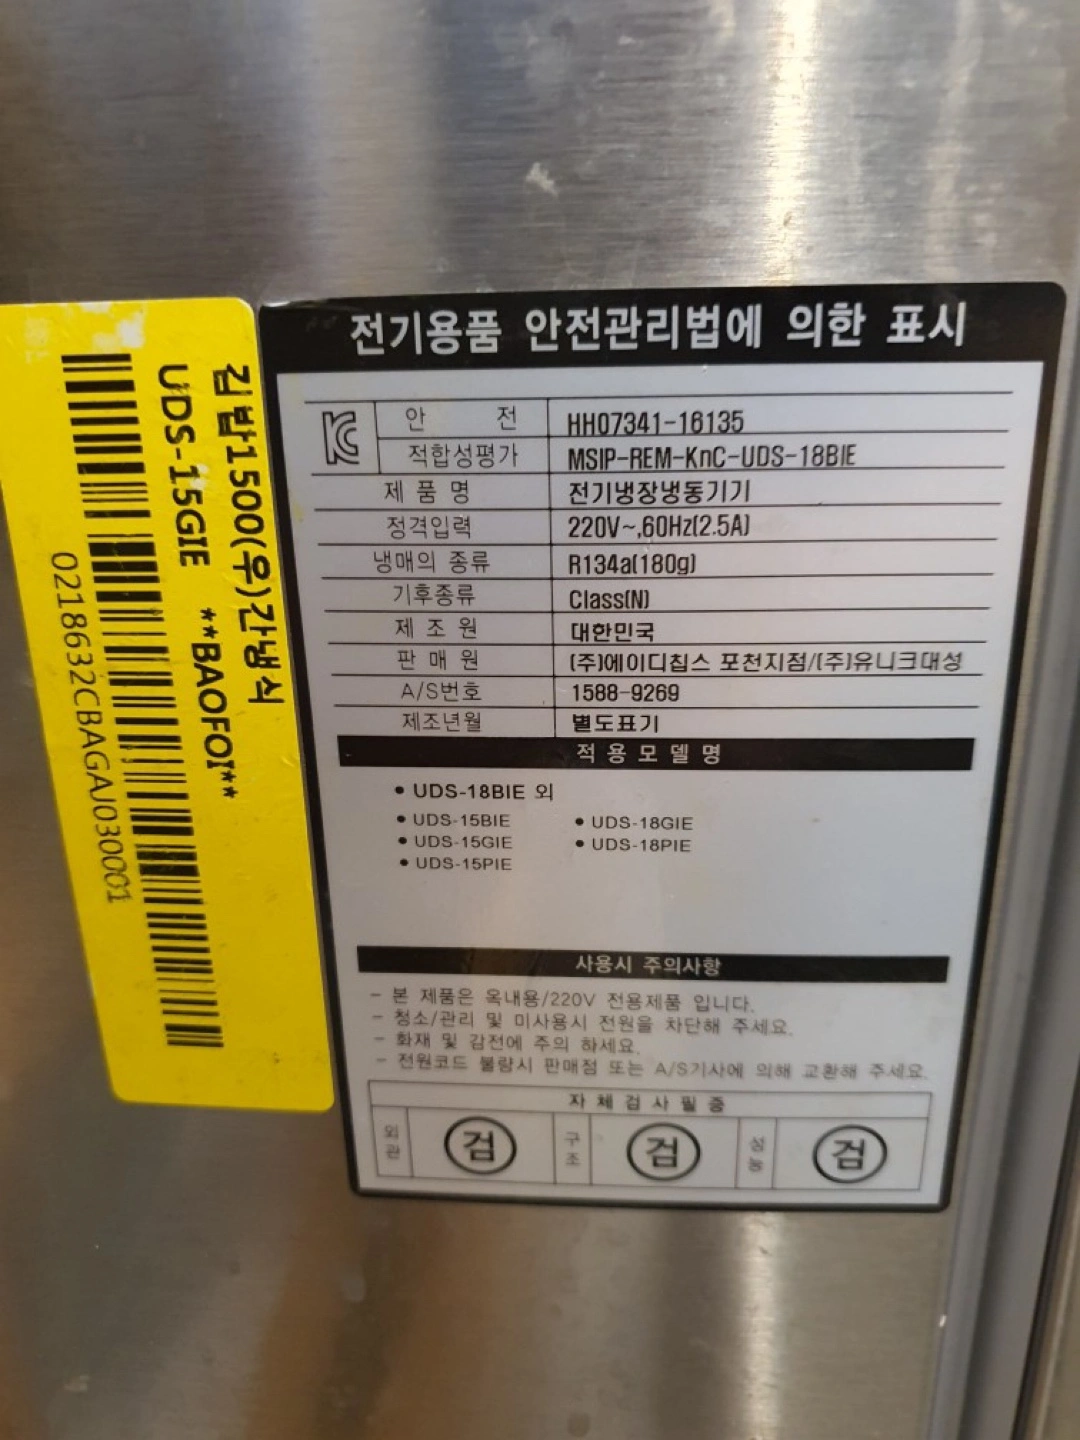 김밥1500(우)간냉식
UDS-15GIE **BAOFOI**
0218632CBAGAJ030001
전기용품 안전관리법에 의한 표시
안 전 HH07341-16135
적합성평가 MSIP-REM-KnC-UDS-18BIE
제 품 명 전기냉장냉동기기
정격입력 220V~,60Hz(2.5A)
냉매의 종류 R134a(180g)
기후종류 Class(N)
제 조 원 대한민국
판 매 원 (주)에이디칩스 포천지점/(주)유니크대성
A/S번호 1588-9269
제조년월 별도표기
적 용 모 델 명
• UDS-18BIE 외
• UDS-15BIE • UDS-18GIE
• UDS-15GIE • UDS-18PIE
• UDS-15PIE
사용시 주의사항
- 본 제품은 옥내용/220V 전용제품 입니다.
- 청소/관리 및 미사용시 전원을 차단해 주세요.
- 화재 및 감전에 주의 하세요.
- 전원코드 불량시 판매점 또는 A/S기사에 의해 교환해 주세요.
자 체 검 사 필 증
외관 검 구조 검 성능 검